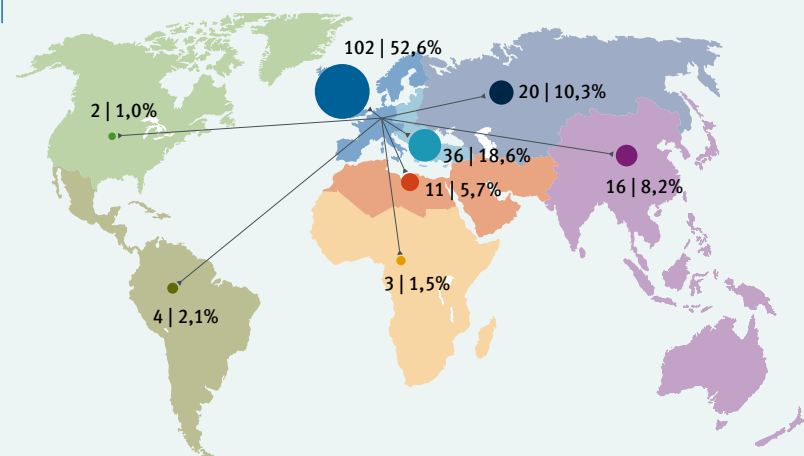 102 | 52,6%
20 | 10,3%
2 | 1,0%
36 | 18,6%
16 | 8,2%
11 | 5,7%
3 | 1,5%
4 | 2,1%